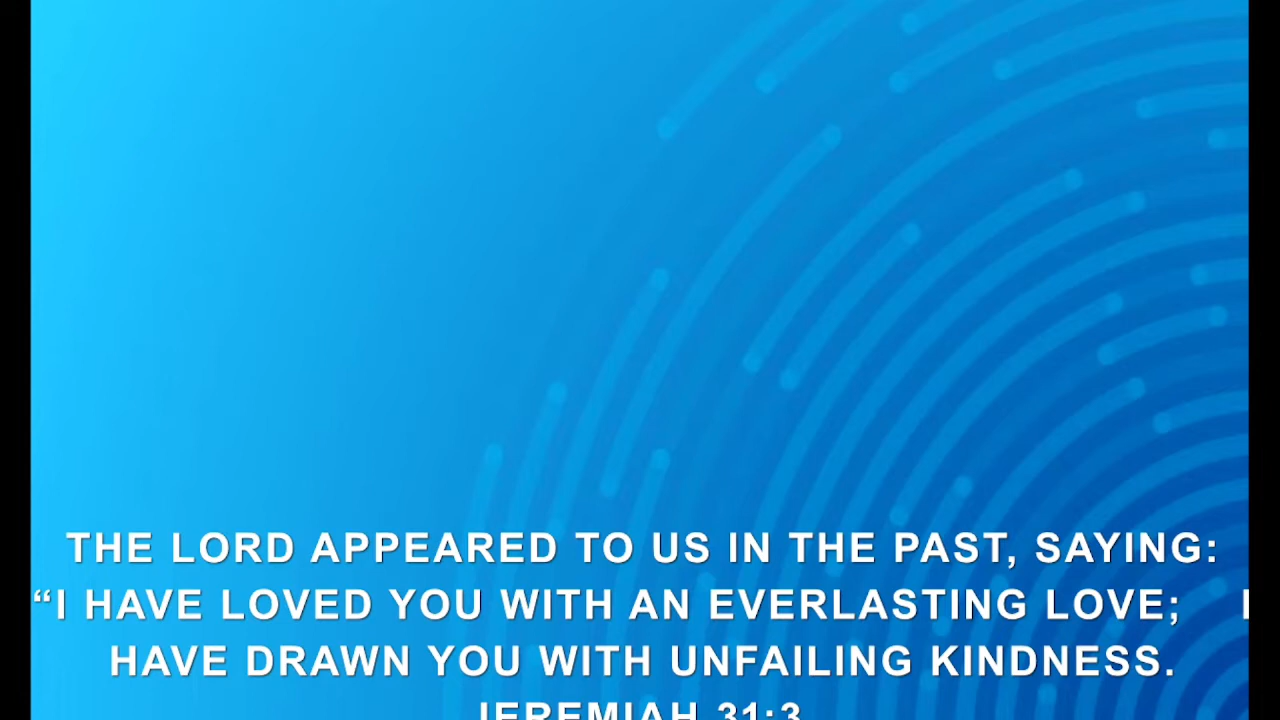 THE LORD APPEARED TO US IN THE PAST, SAYING:
“I HAVE LOVED YOU WITH AN EVERLASTING LOVE; I
HAVE DRAWN YOU WITH UNFAILING KINDNESS.
JEREMIAH 31:3